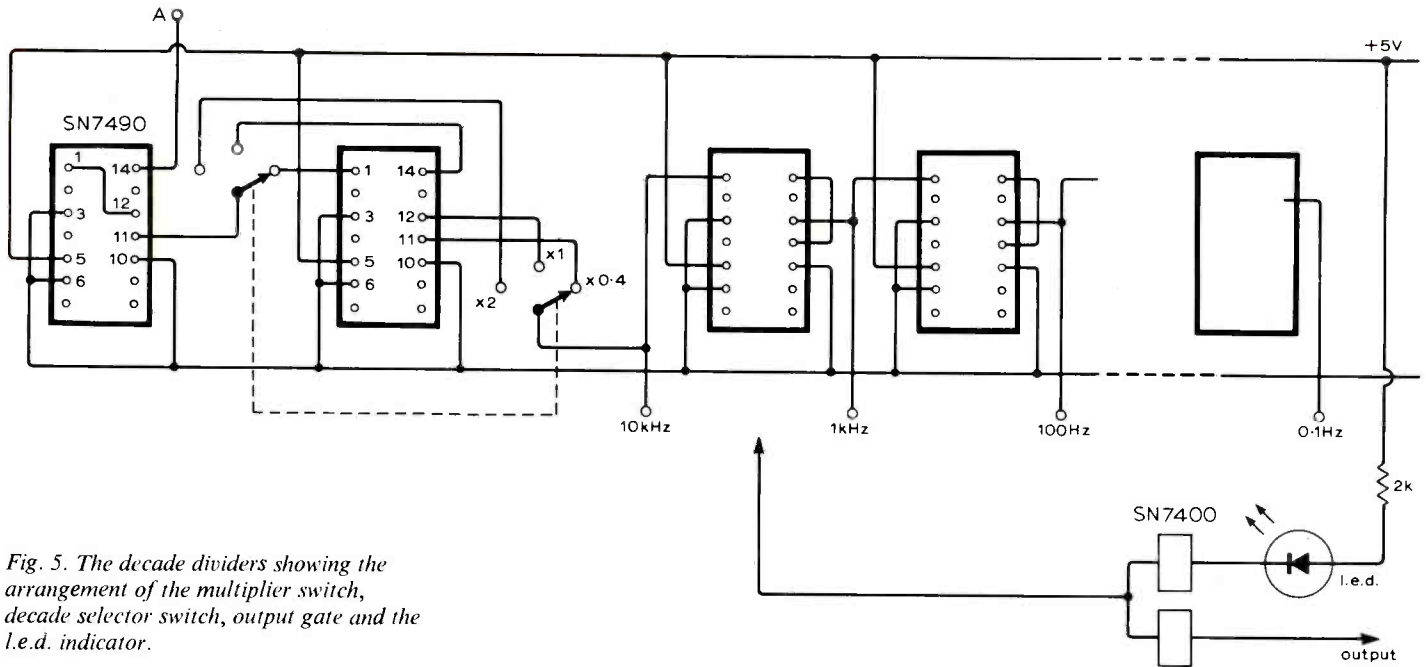 A
+5V
SN7490
1
14
3
12
11
5
10
6
1
14
3
12
11
5
10
6
x1
x2
x0·4
10kHz
1kHz
100Hz
0·1Hz
2k
SN7400
l.e.d.
output
Fig. 5. The decade dividers showing the
arrangement of the multiplier switch,
decade selector switch, output gate and the
l.e.d. indicator.